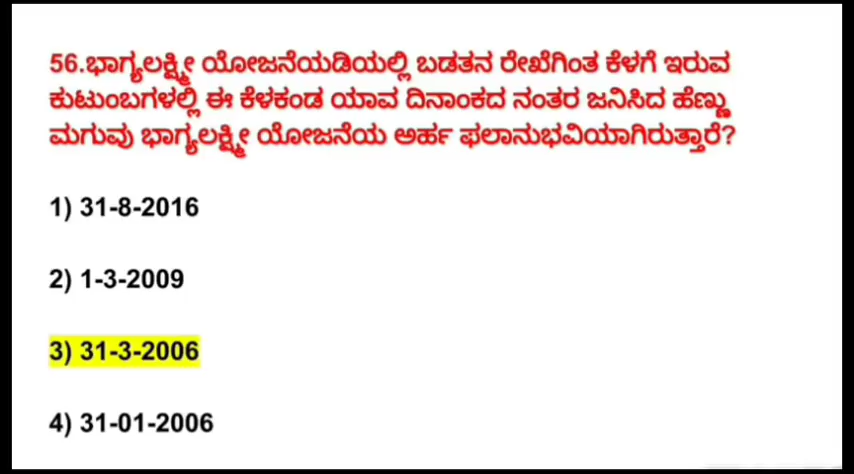 56.ಭಾಗ್ಯಲಕ್ಷ್ಮೀ ಯೋಜನೆಯಡಿಯಲ್ಲಿ ಬಡತನ ರೇಖೆಗಿಂತ ಕೆಳಗೆ ಇರುವ
ಕುಟುಂಬಗಳಲ್ಲಿ ಈ ಕೆಳಕಂಡ ಯಾವ ದಿನಾಂಕದ ನಂತರ ಜನಿಸಿದ ಹೆಣ್ಣು
ಮಗುವು ಭಾಗ್ಯಲಕ್ಷ್ಮೀ ಯೋಜನೆಯ ಅರ್ಹ ಫಲಾನುಭವಿಯಾಗಿರುತ್ತಾರೆ?
1) 31-8-2016
2) 1-3-2009
3) 31-3-2006
4) 31-01-2006